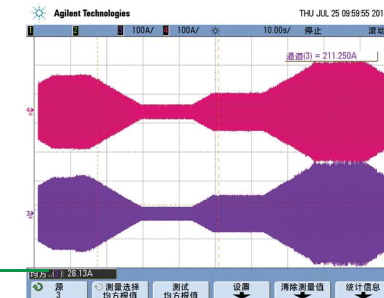 Agilent Technologies
THU JUL 25 09:59:55 201
1 2 3 100A/ 4 100A/ 10.00s/ 停止 滚动
通道(3) = 211.250A
4
3
28.13A
源 测量选择 测试 设置 清除测量值 统计信息
3 均方根值 均方根值